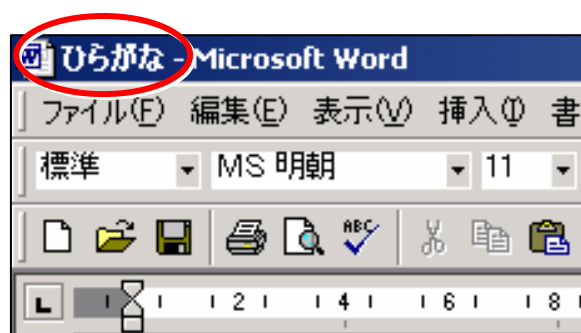 ひらがな - Microsoft Word
ファイル(F) 編集(E) 表示(V) 挿入(I) 書
標準 MS 明朝 11
ABC
L 2 4 6 8